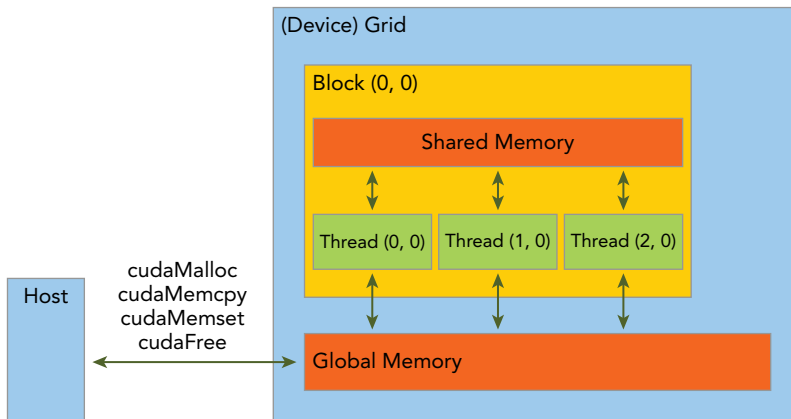 (Device) Grid
Block (0, 0)
Shared Memory
Thread (0, 0)
Thread (1, 0)
Thread (2, 0)
cudaMalloc
cudaMemcpy
cudaMemset
cudaFree
Host
Global Memory